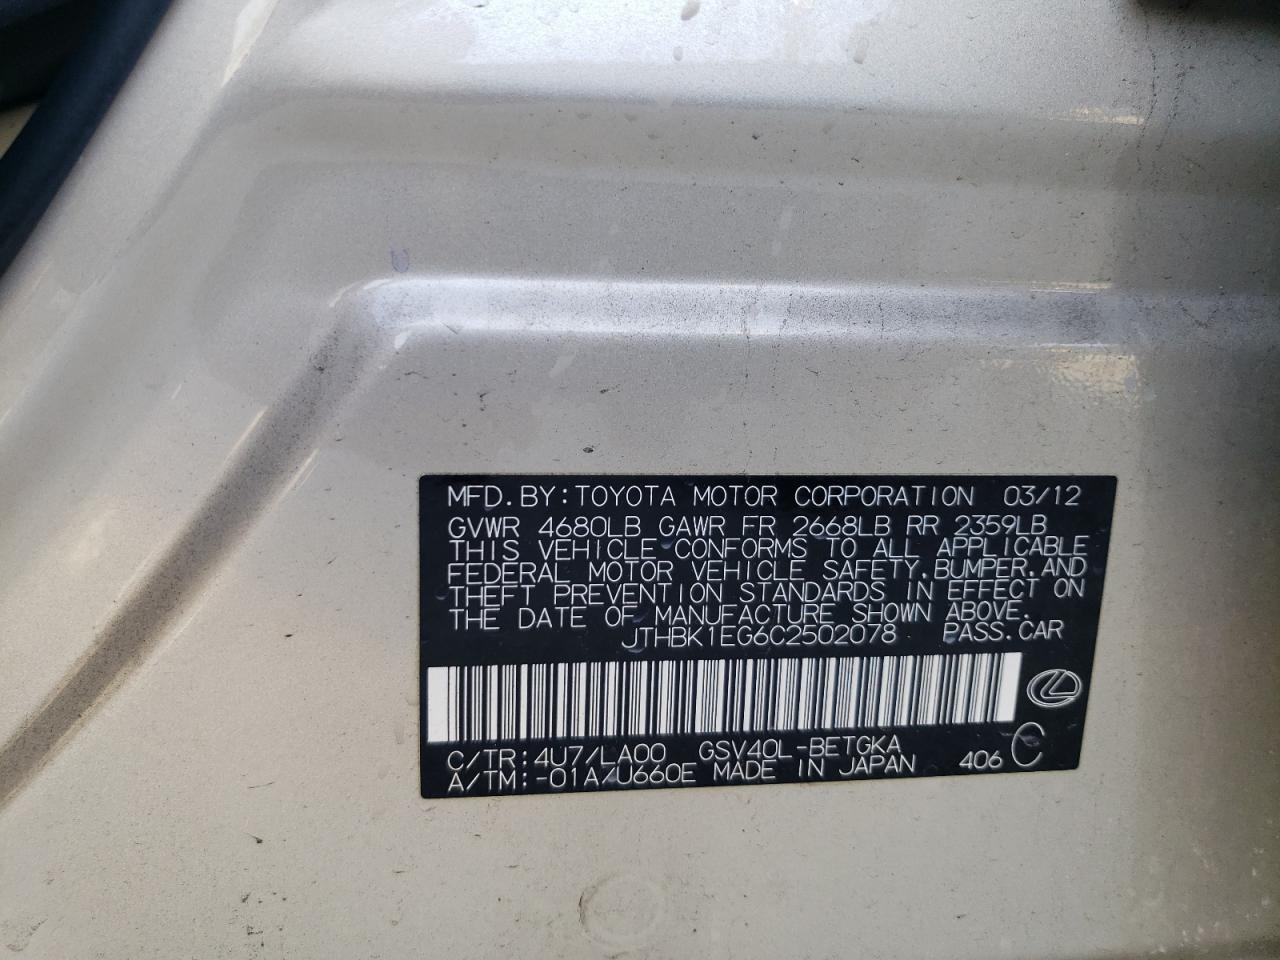 MFD. BY: TOYOTA MOTOR CORPORATION 03/12
GVWR 4680LB GAWR FR 2668LB RR 2359LB
THIS VEHICLE CONFORMS TO ALL APPLICABLE
FEDERAL MOTOR VEHICLE SAFETY, BUMPER, AND
THEFT PREVENTION STANDARDS IN EFFECT ON
THE DATE OF MANUFACTURE SHOWN ABOVE.
JTHBK1EG6C2502078 PASS. CAR
C/TR: 4U7/LA00 GSV40L-BETGKA
A/TM: -01A/U660E MADE IN JAPAN 406 C